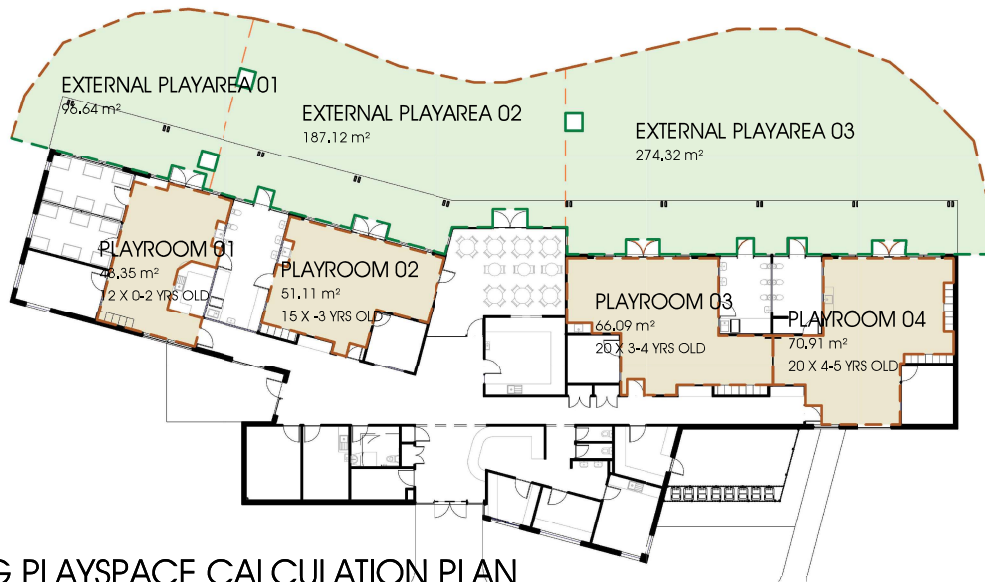 EXTERNAL PLAYAREA 01
96.64 m²
EXTERNAL PLAYAREA 02
187.12 m²
EXTERNAL PLAYAREA 03
274.32 m²
PLAYROOM 01
48.35 m²
12 X 0-2 YRS OLD
PLAYROOM 02
51.11 m²
15 X -3 YRS OLD
PLAYROOM 03
66.09 m²
20 X 3-4 YRS OLD
PLAYROOM 04
70.91 m²
20 X 4-5 YRS OLD
G PLAYSPACE CALCULATION PLAN